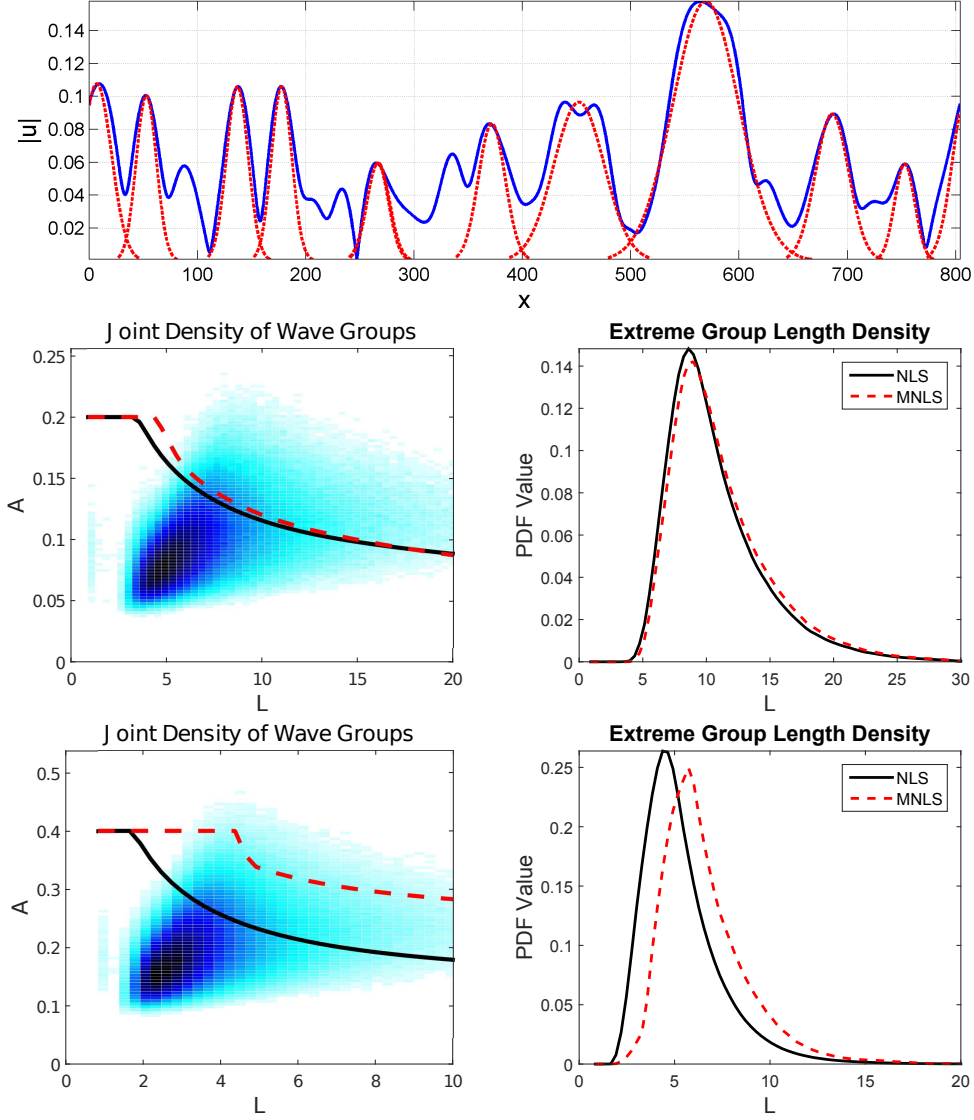 0.14
0.12
0.1
0.08
0.06
0.04
0.02
|u|
0 100 200 300 400 500 600 700 800
x
Joint Density of Wave Groups
0.25
0.2
0.15
0.1
0.05
0
A
0 5 10 15 20
L
Extreme Group Length Density
NLS
MNLS
0.14
0.12
0.1
0.08
0.06
0.04
0.02
0
PDF Value
0 5 10 15 20 25 30
L
Joint Density of Wave Groups
0.5
0.4
0.3
0.2
0.1
0
A
0 2 4 6 8 10
L
Extreme Group Length Density
NLS
MNLS
0.25
0.2
0.15
0.1
0.05
0
PDF Value
0 5 10 15 20
L